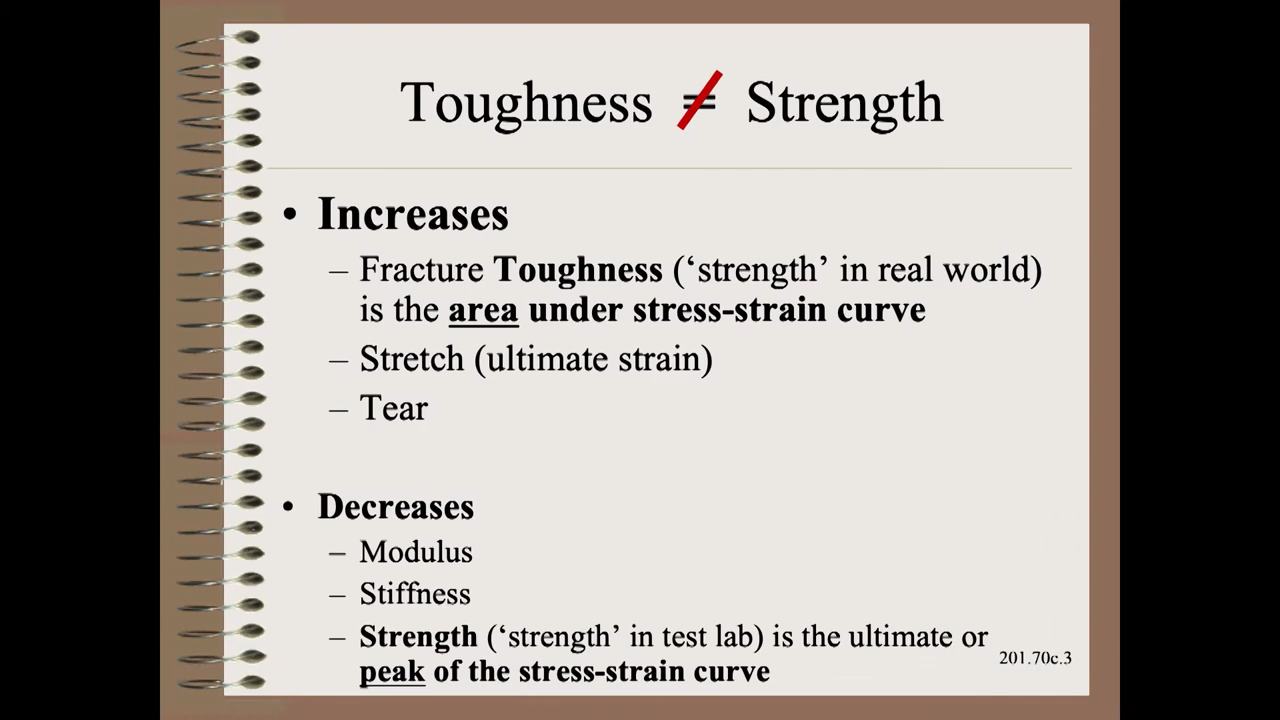 Toughness ≠ Strength
• Increases
– Fracture Toughness (‘strength’ in real world)
is the area under stress-strain curve
– Stretch (ultimate strain)
– Tear
• Decreases
– Modulus
– Stiffness
– Strength (‘strength’ in test lab) is the ultimate or
peak of the stress-strain curve
201.70c.3